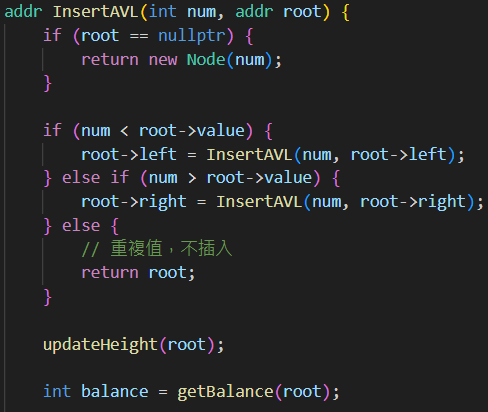 addr InsertAVL(int num, addr root) {
    if (root == nullptr) {
        return new Node(num);
    }

    if (num < root->value) {
        root->left = InsertAVL(num, root->left);
    } else if (num > root->value) {
        root->right = InsertAVL(num, root->right);
    } else {
        // 重複值，不插入
        return root;
    }

    updateHeight(root);

    int balance = getBalance(root);